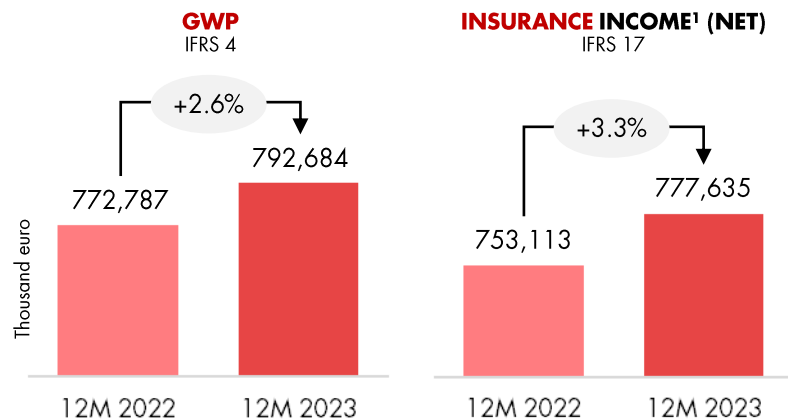 GWP
IFRS 4
+2.6%
772,787
792,684
Thousand euro
12M 2022
12M 2023
INSURANCE INCOME¹ (NET)
IFRS 17
+3.3%
753,113
777,635
12M 2022
12M 2023